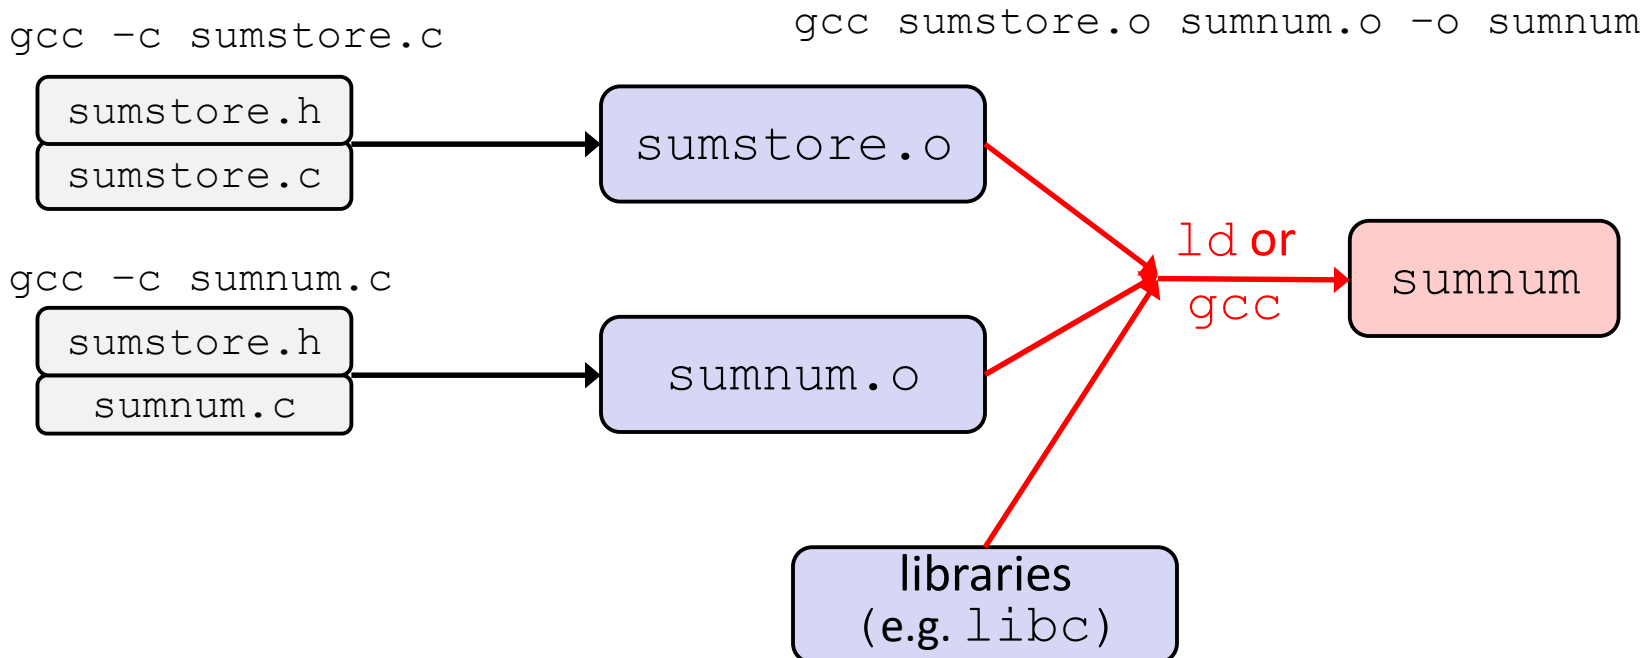 gcc -c sumstore.c
gcc sumstore.o sumnum.o -o sumnum
sumstore.h
sumstore.c
sumstore.o
gcc -c sumnum.c
sumstore.h
sumnum.c
sumnum.o
ld or
gcc
sumnum
libraries
(e.g. libc)